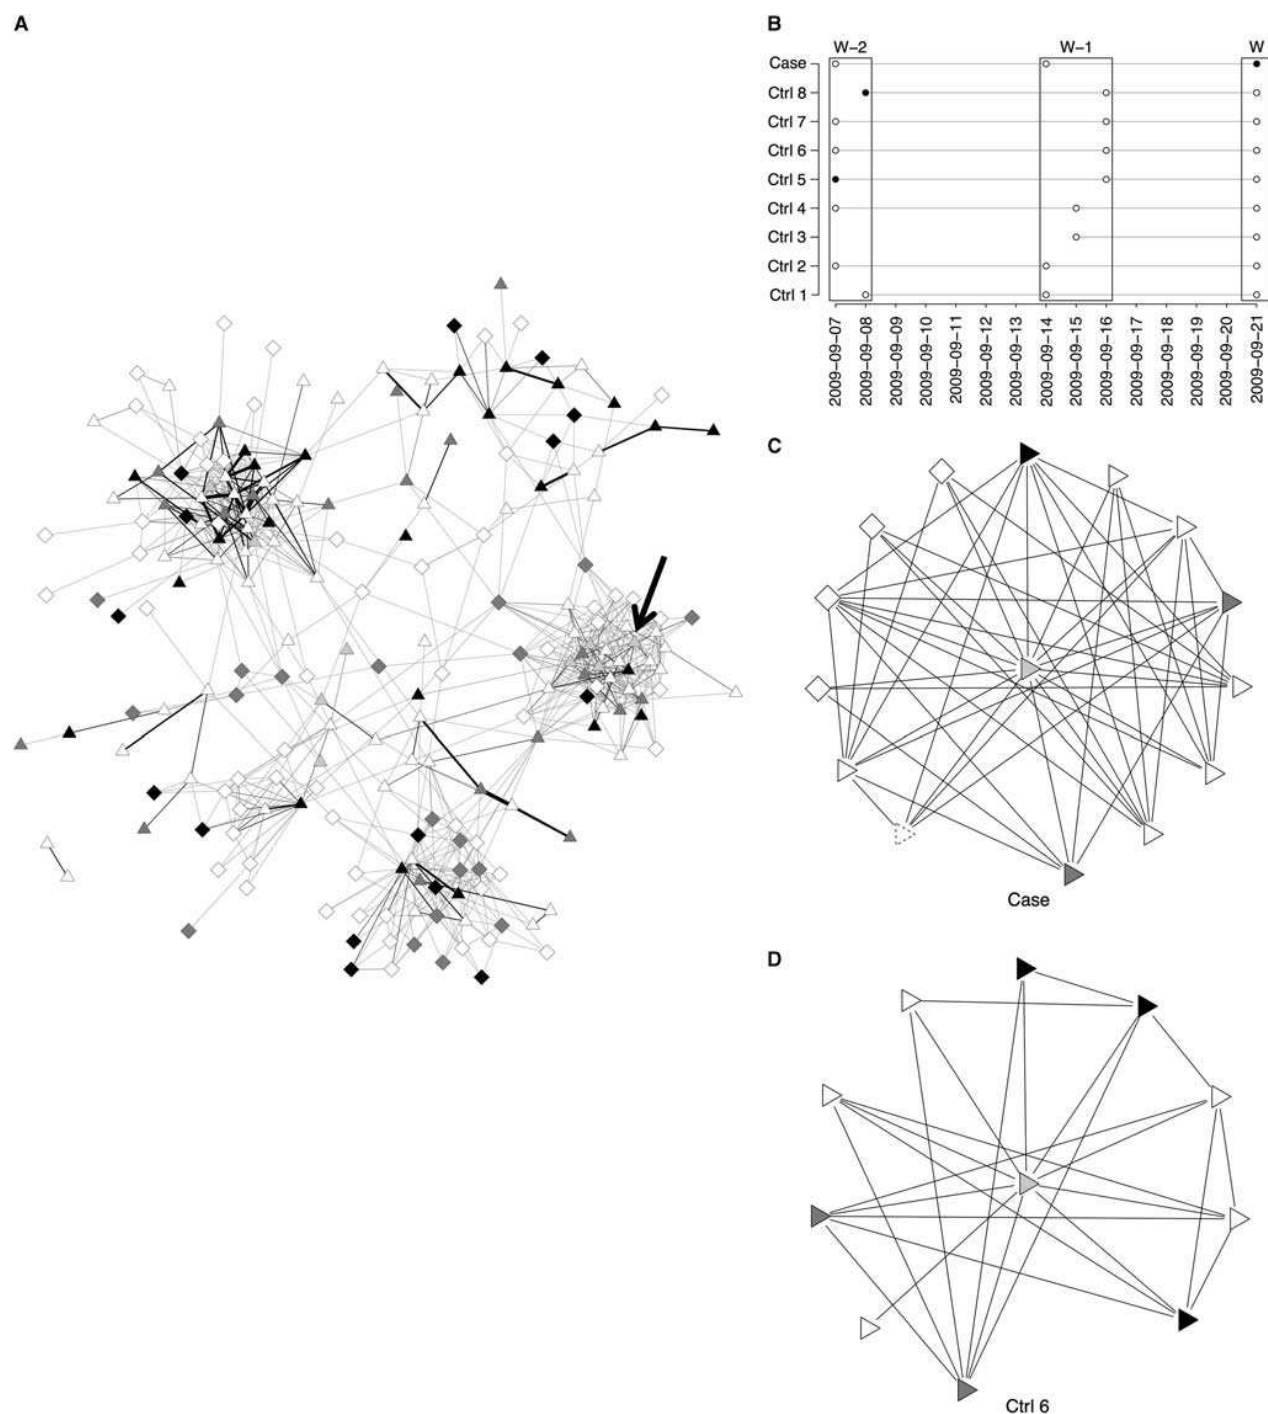 A
B
W−2
W−1
W
Case
Ctrl 8
Ctrl 7
Ctrl 6
Ctrl 5
Ctrl 4
Ctrl 3
Ctrl 2
Ctrl 1
2009−09−07
2009−09−08
2009−09−09
2009−09−10
2009−09−11
2009−09−12
2009−09−13
2009−09−14
2009−09−15
2009−09−16
2009−09−17
2009−09−18
2009−09−19
2009−09−20
2009−09−21
C
Case
D
Ctrl 6